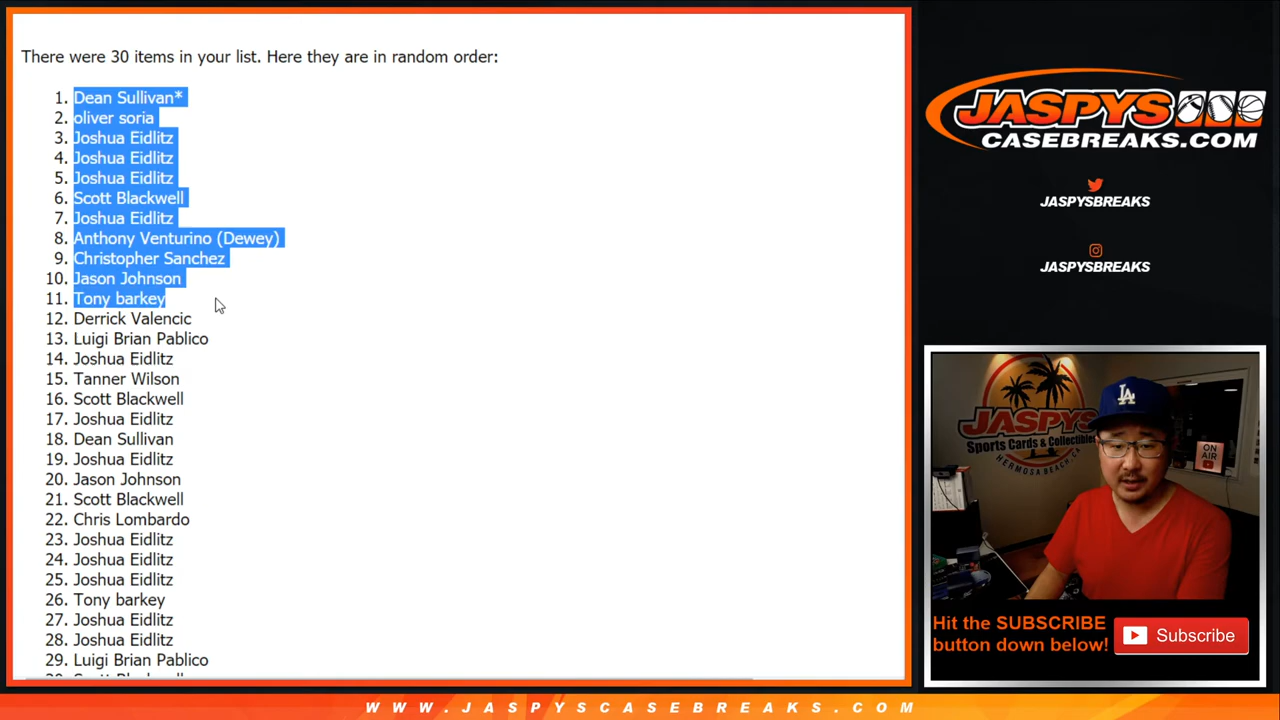 There were 30 items in your list. Here they are in random order:
1. Dean Sullivan*
2. oliver soria
3. Joshua Eidlitz
4. Joshua Eidlitz
5. Joshua Eidlitz
6. Scott Blackwell
7. Joshua Eidlitz
8. Anthony Venturino (Dewey)
9. Christopher Sanchez
10. Jason Johnson
11. Tony barkey
12. Derrick Valencic
13. Luigi Brian Pablico
14. Joshua Eidlitz
15. Tanner Wilson
16. Scott Blackwell
17. Joshua Eidlitz
18. Dean Sullivan
19. Joshua Eidlitz
20. Jason Johnson
21. Scott Blackwell
22. Chris Lombardo
23. Joshua Eidlitz
24. Joshua Eidlitz
25. Joshua Eidlitz
26. Tony barkey
27. Joshua Eidlitz
28. Joshua Eidlitz
29. Luigi Brian Pablico
JASPYS
CASEBREAKS.COM
JASPYSBREAKS
JASPYSBREAKS
JASPYS
Sports Cards & Collectibles
HERMOSA BEACH, CA
LA
ON
AIR
Hit the SUBSCRIBE
button down below!
Subscribe
WWW.JASPYSCASEBREAKS.COM